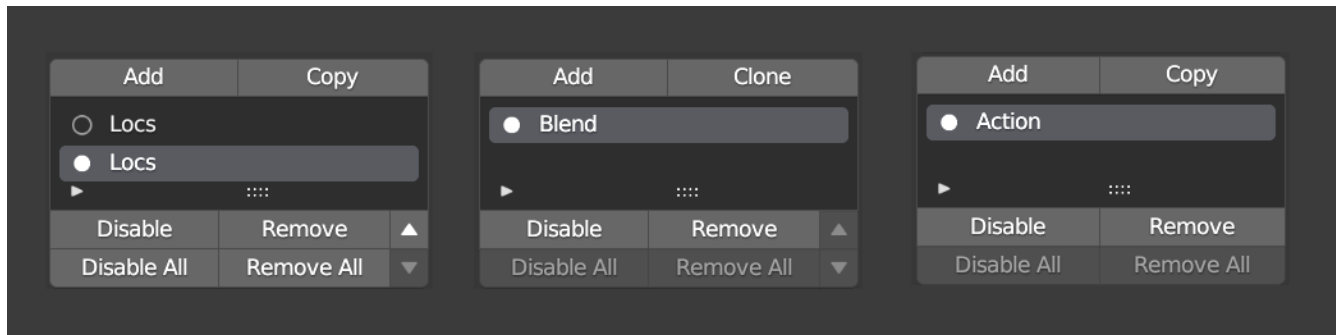 Add Copy
Locs
Locs
Disable Remove
Disable All Remove All
Add Clone
Blend
Disable Remove
Disable All Remove All
Add Copy
Action
Disable Remove
Disable All Remove All